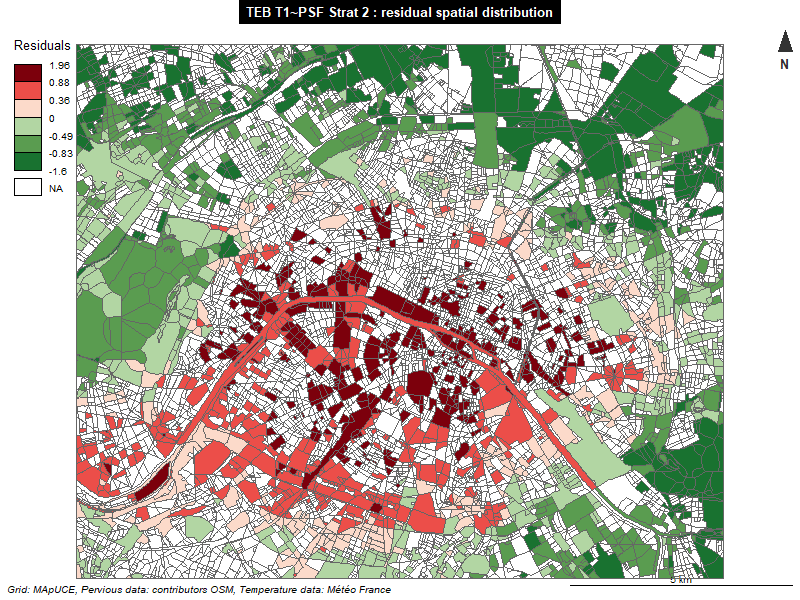 TEB T1~PSF Strat 2 : residual spatial distribution
Residuals
1.96
0.88
0.36
0
-0.49
-0.83
-1.6
NA
N
5 km
Grid: MApUCE, Pervious data: contributors OSM, Temperature data: Météo France